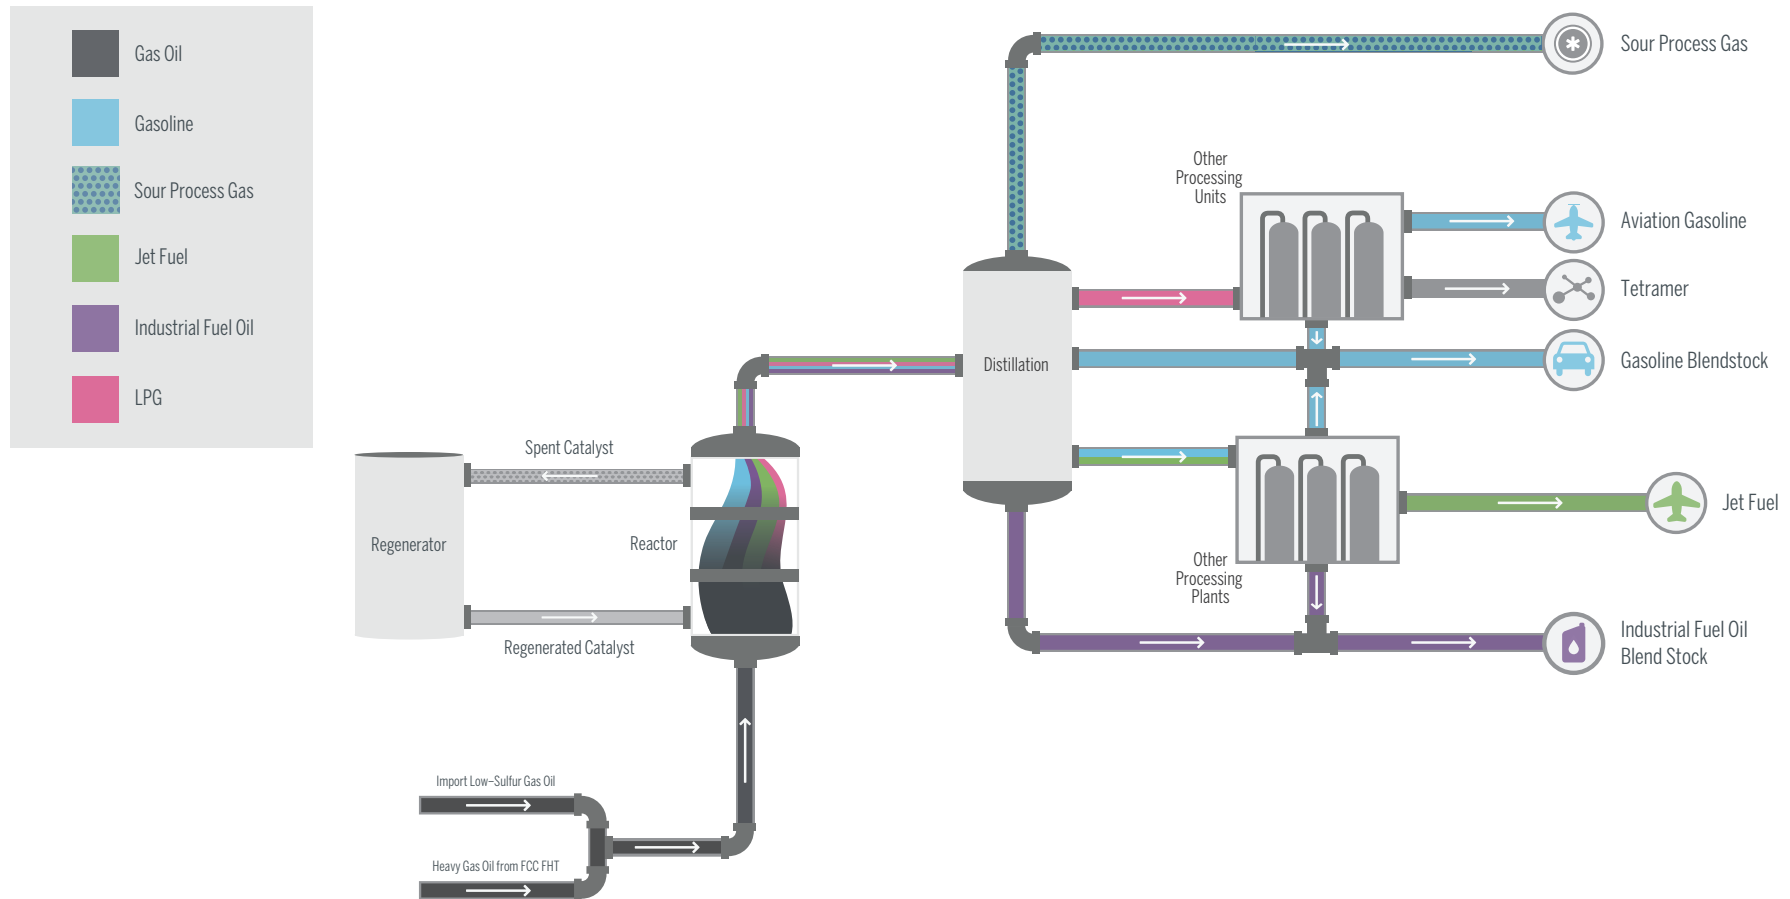 Gas Oil
Gasoline
Sour Process Gas
Jet Fuel
Industrial Fuel Oil
LPG
Sour Process Gas
Other
Processing
Units
Aviation Gasoline
Tetramer
Distillation
Gasoline Blendstock
Spent Catalyst
Regenerator
Reactor
Regenerated Catalyst
Jet Fuel
Other
Processing
Plants
Industrial Fuel Oil
Blend Stock
Import Low-Sulfur Gas Oil
Heavy Gas Oil from FCC FHT